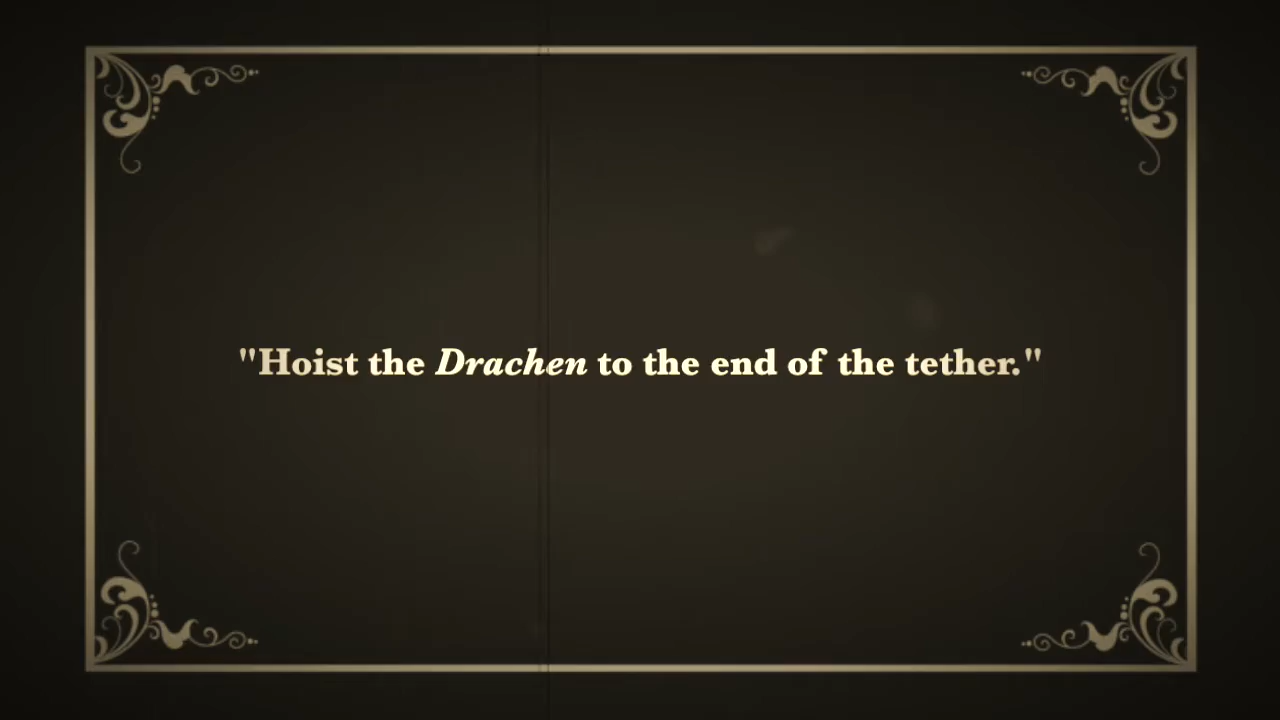 "Hoist the Drachen to the end of the tether."